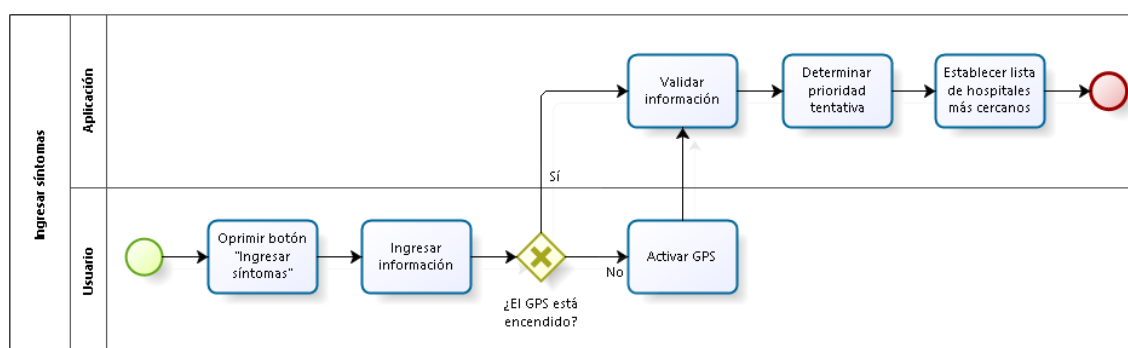 Ingresar síntomas
Aplicación
Validar
información
Determinar
prioridad
tentativa
Establecer lista
de hospitales
más cercanos
Sí
Usuario
Oprimir botón
"Ingresar
síntomas"
Ingresar
información
¿El GPS está
encendido?
No
Activar GPS